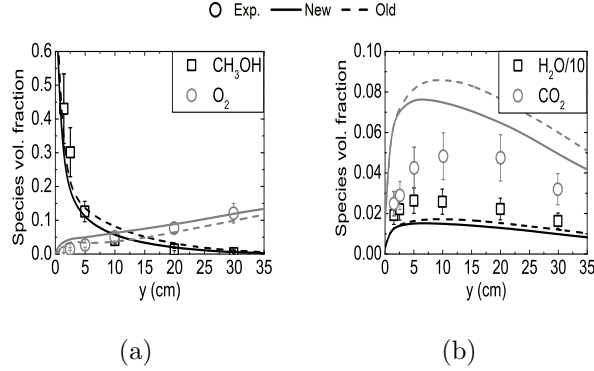 Exp. New Old
Species vol. fraction
0.6
0.5
0.4
0.3
0.2
0.1
0.0
CH₃OH
O₂
0 5 10 15 20 25 30 35
y (cm)
(a)
Species vol. fraction
0.10
0.08
0.06
0.04
0.02
0.00
H₂O/10
CO₂
0 5 10 15 20 25 30 35
y (cm)
(b)